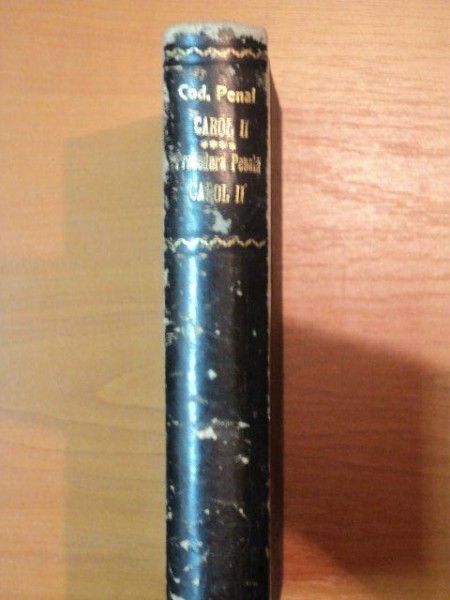 Cod. Penal
CAROL II
****
Procedura Penală
CAROL II